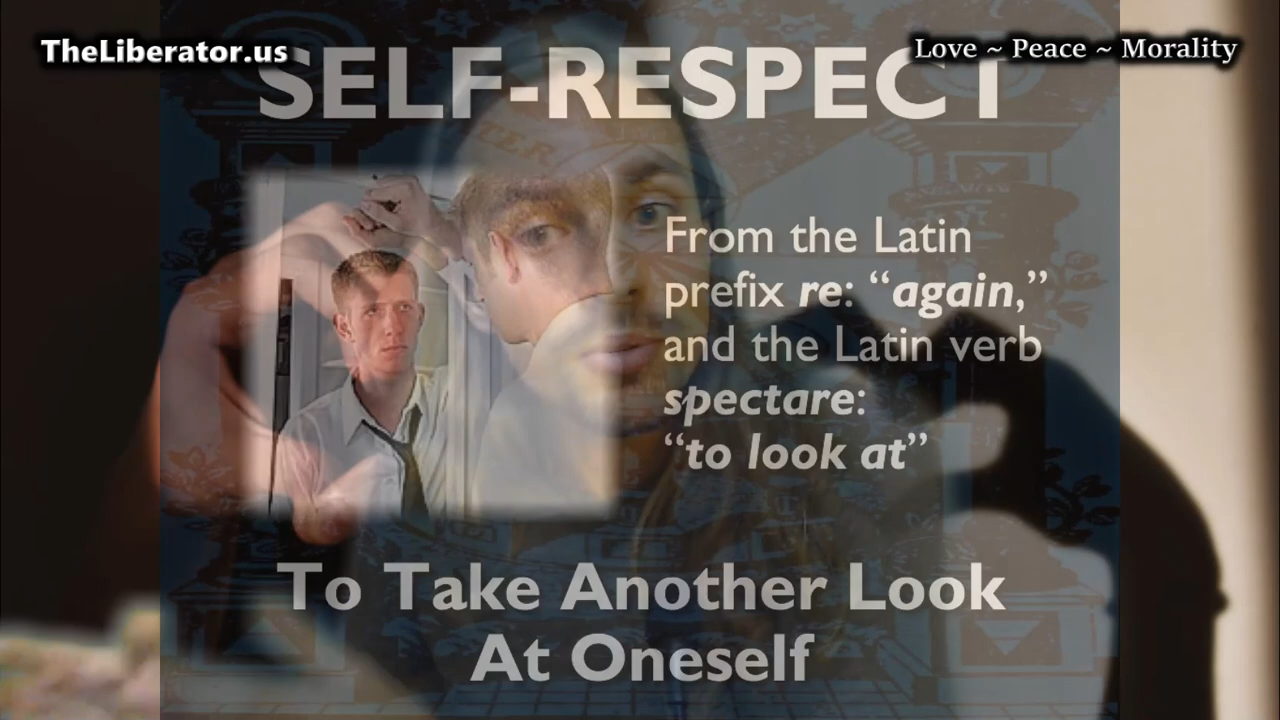 TheLiberator.us
Love ~ Peace ~ Morality
SELF-RESPECT
From the Latin
prefix re: “again,”
and the Latin verb
spectare:
“to look at”
To Take Another Look
At Oneself